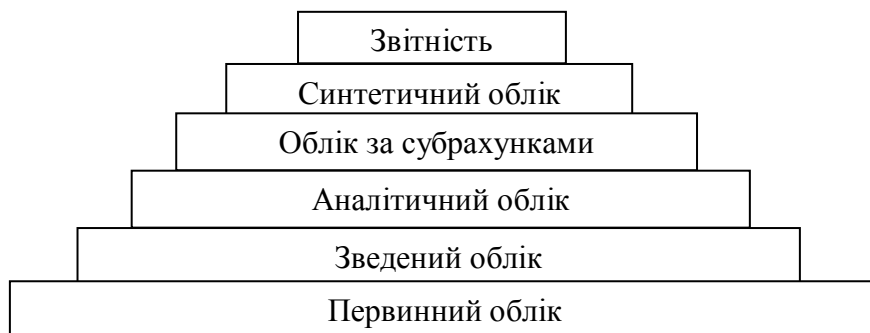 Звітність
Синтетичний облік
Облік за субрахунками
Аналітичний облік
Зведений облік
Первинний облік